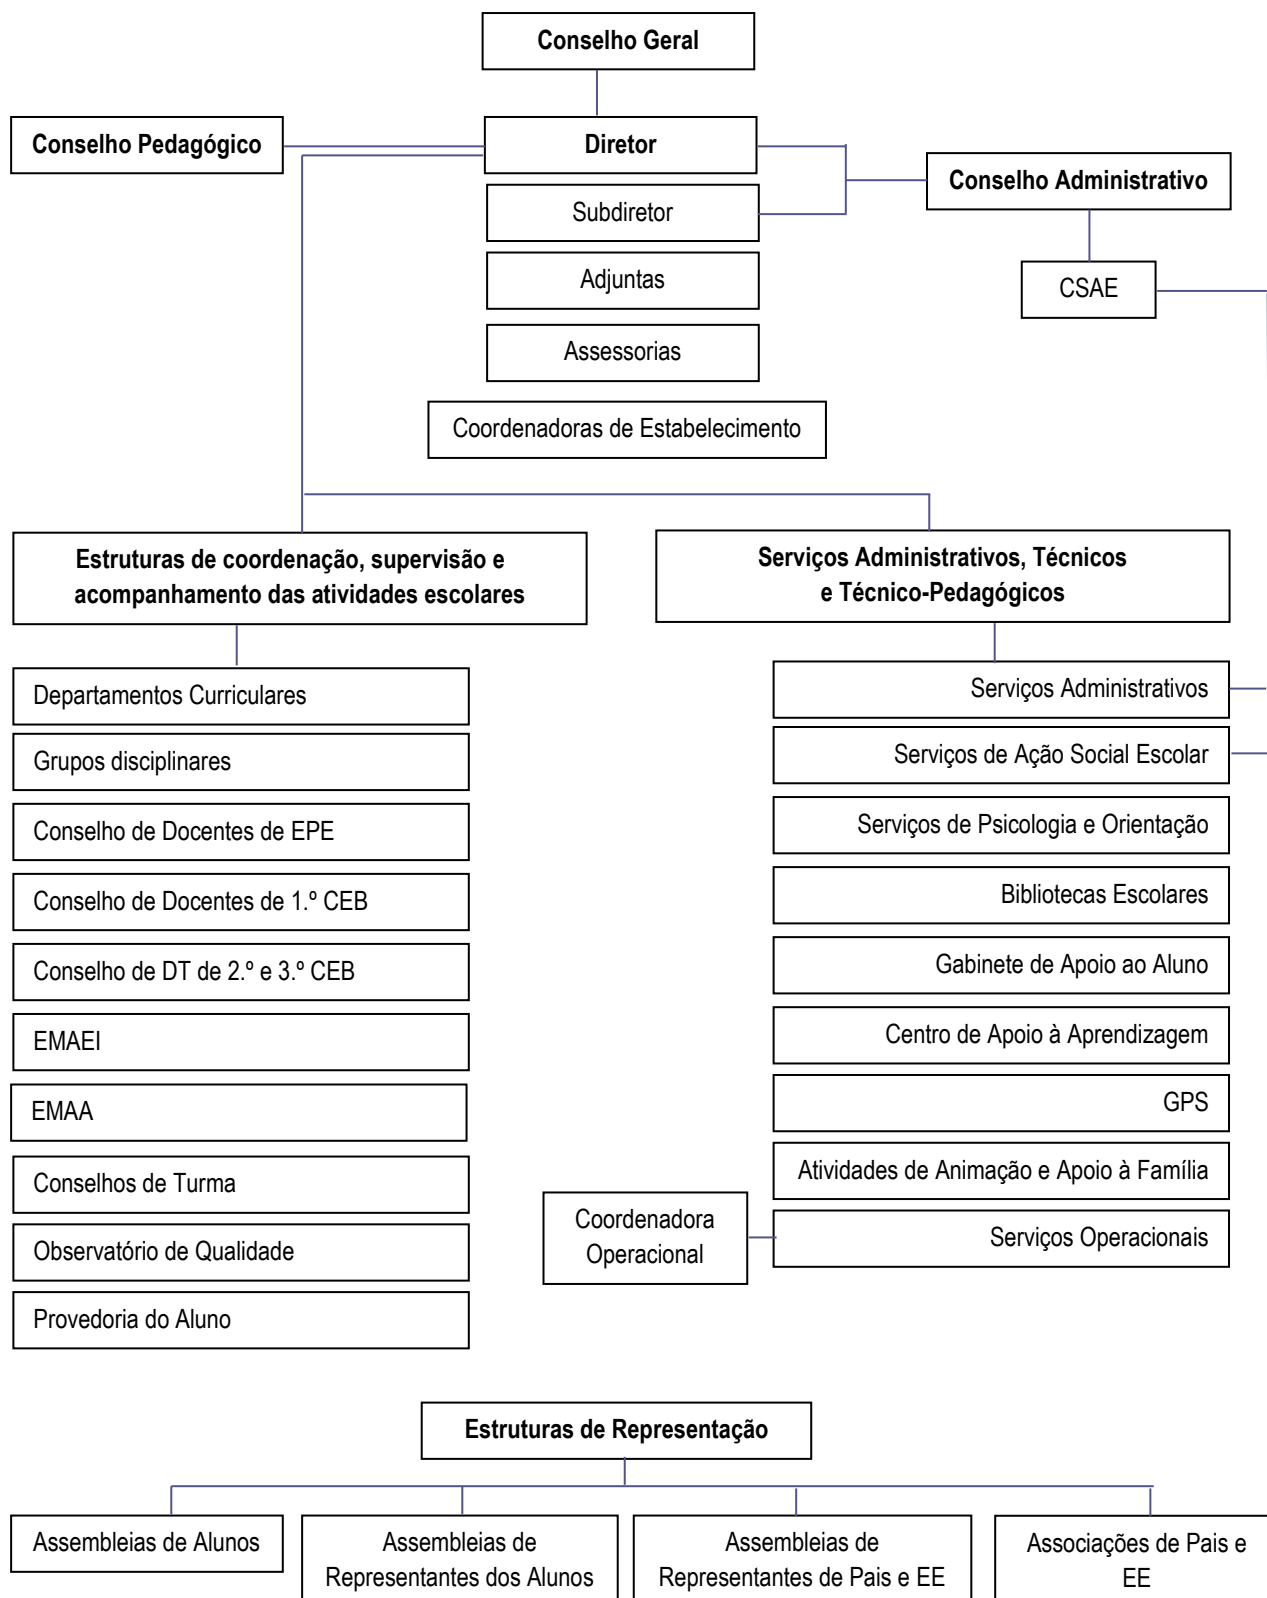 Conselho Geral
Conselho Pedagógico
Diretor
Conselho Administrativo
Subdiretor
Adjuntas
CSAE
Assessorias
Coordenadoras de Estabelecimento
Estruturas de coordenação, supervisão e
acompanhamento das atividades escolares
Serviços Administrativos, Técnicos
e Técnico-Pedagógicos
Departamentos Curriculares
Grupos disciplinares
Conselho de Docentes de EPE
Conselho de Docentes de 1.º CEB
Conselho de DT de 2.º e 3.º CEB
EMAEI
EMAA
Conselhos de Turma
Observatório de Qualidade
Provedoria do Aluno
Serviços Administrativos
Serviços de Ação Social Escolar
Serviços de Psicologia e Orientação
Bibliotecas Escolares
Gabinete de Apoio ao Aluno
Centro de Apoio à Aprendizagem
GPS
Atividades de Animação e Apoio à Família
Serviços Operacionais
Coordenadora
Operacional
Estruturas de Representação
Assembleias de Alunos
Assembleias de
Representantes dos Alunos
Assembleias de
Representantes de Pais e EE
Associações de Pais e
EE